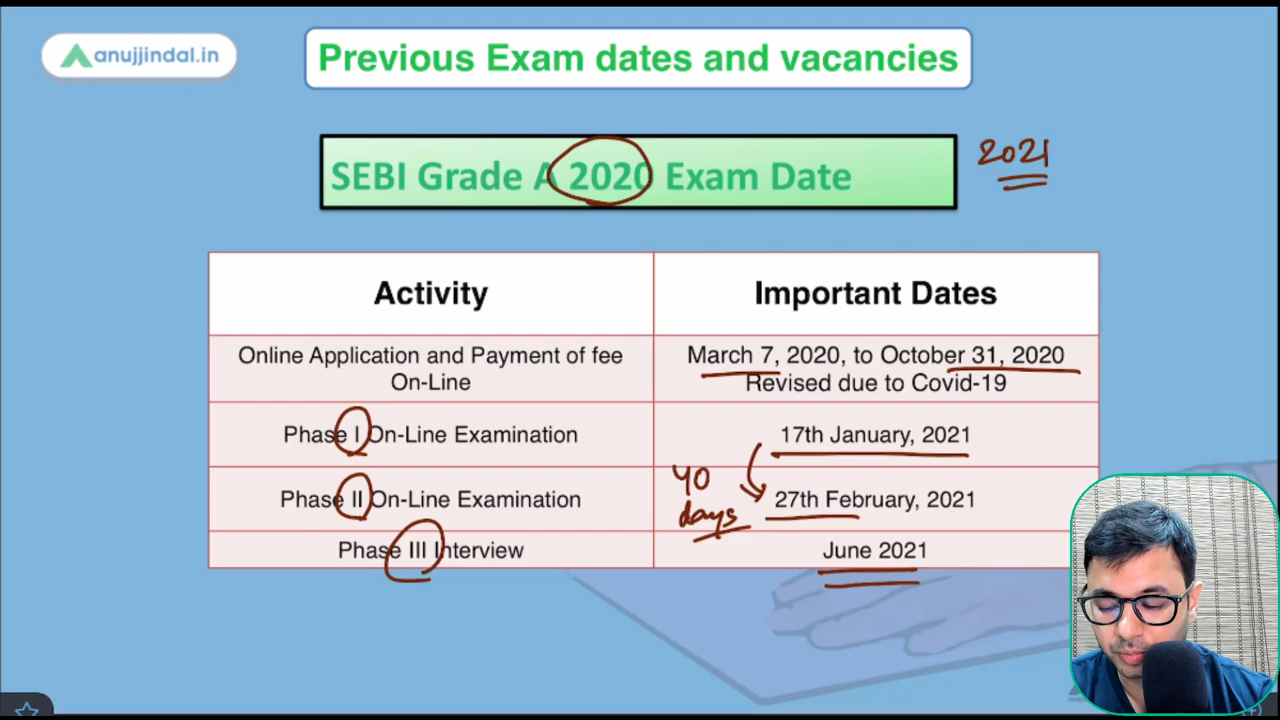 anujjindal.in
Previous Exam dates and vacancies
SEBI Grade A 2020 Exam Date
2021
Activity
Important Dates
Online Application and Payment of fee
On-Line
March 7, 2020, to October 31, 2020
Revised due to Covid-19
Phase I On-Line Examination
17th January, 2021
Phase II On-Line Examination
40
days
27th February, 2021
Phase III Interview
June 2021